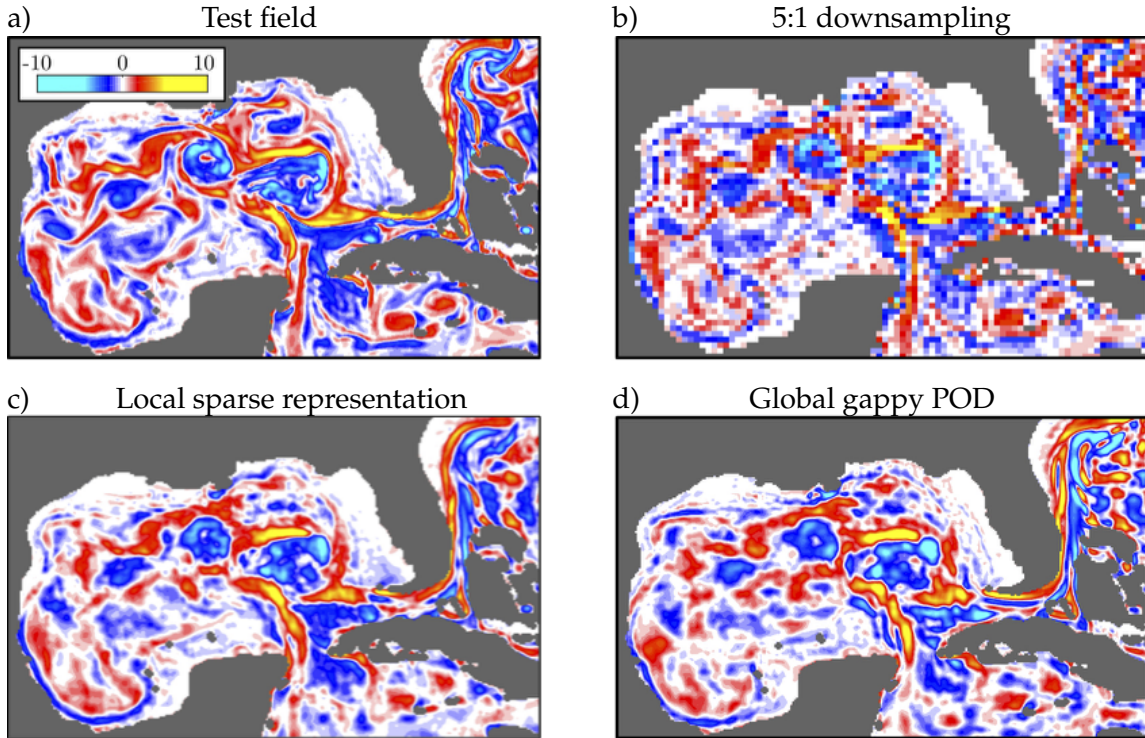 a) Test field
b) 5:1 downsampling
-10 0 10
c) Local sparse representation
d) Global gappy POD